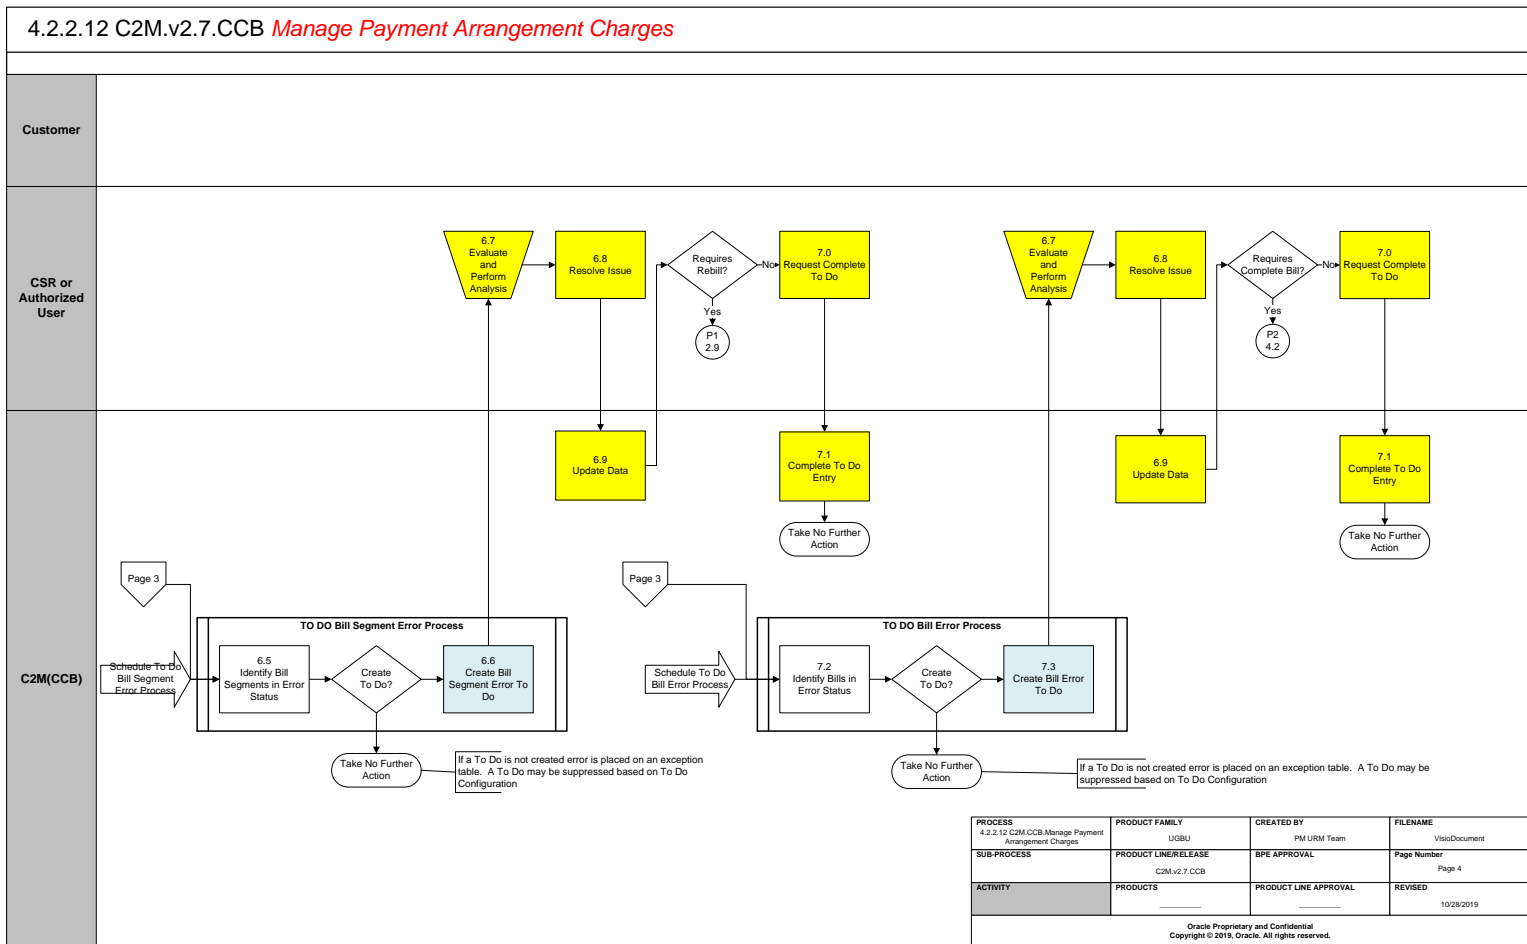 4.2.2.12 C2M.v2.7.CCB Manage Payment Arrangement Charges
Customer
CSR or
Authorized
User
6.7
Evaluate
and
Perform
Analysis
6.8
Resolve Issue
Requires
Rebill?
No
Yes
P1
2.9
7.0
Request Complete
To Do
6.7
Evaluate
and
Perform
Analysis
6.8
Resolve Issue
Requires
Complete Bill?
No
Yes
P2
4.2
7.0
Request Complete
To Do
C2M(CCB)
6.9
Update Data
7.1
Complete To Do
Entry
Take No Further
Action
6.9
Update Data
7.1
Complete To Do
Entry
Take No Further
Action
Page 3
Schedule To Do
Bill Segment
Error Process
TO DO Bill Segment Error Process
6.5
Identify Bill
Segments in Error
Status
Create
To Do?
6.6
Create Bill
Segment Error To
Do
Take No Further
Action
If a To Do is not created error is placed on an exception
table.  A To Do may be suppressed based on To Do
Configuration
Page 3
Schedule To Do
Bill Error Process
TO DO Bill Error Process
7.2
Identify Bills in
Error Status
Create
To Do?
7.3
Create Bill Error
To Do
Take No Further
Action
If a To Do is not created error is placed on an exception table.  A To Do may be
suppressed based on To Do Configuration
PROCESS
4.2.2.12 C2M.CCB.Manage Payment
Arrangement Charges
PRODUCT FAMILY
UGBU
CREATED BY
PM URM Team
FILENAME
VisioDocument
SUB-PROCESS
PRODUCT LINE/RELEASE
C2M.v2.7.CCB
BPE APPROVAL
Page Number
Page 4
ACTIVITY
PRODUCTS
PRODUCT LINE APPROVAL
REVISED
10/28/2019
Oracle Proprietary and Confidential
Copyright © 2019, Oracle. All rights reserved.